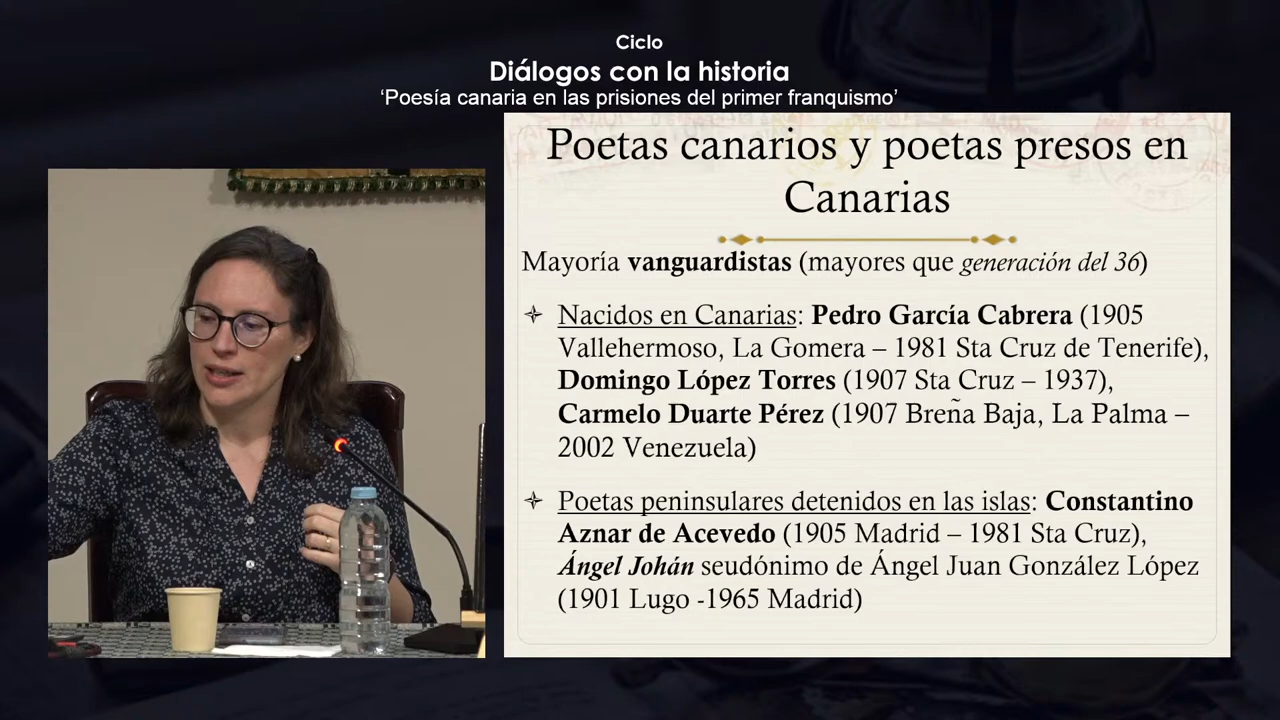 Ciclo
Diálogos con la historia
‘Poesía canaria en las prisiones del primer franquismo’
Poetas canarios y poetas presos en
Canarias
Mayoría vanguardistas (mayores que generación del 36)
Nacidos en Canarias: Pedro García Cabrera (1905
Vallehermoso, La Gomera – 1981 Sta Cruz de Tenerife),
Domingo López Torres (1907 Sta Cruz – 1937),
Carmelo Duarte Pérez (1907 Breña Baja, La Palma –
2002 Venezuela)
Poetas peninsulares detenidos en las islas: Constantino
Aznar de Acevedo (1905 Madrid – 1981 Sta Cruz),
Ángel Johán seudónimo de Ángel Juan González López
(1901 Lugo -1965 Madrid)